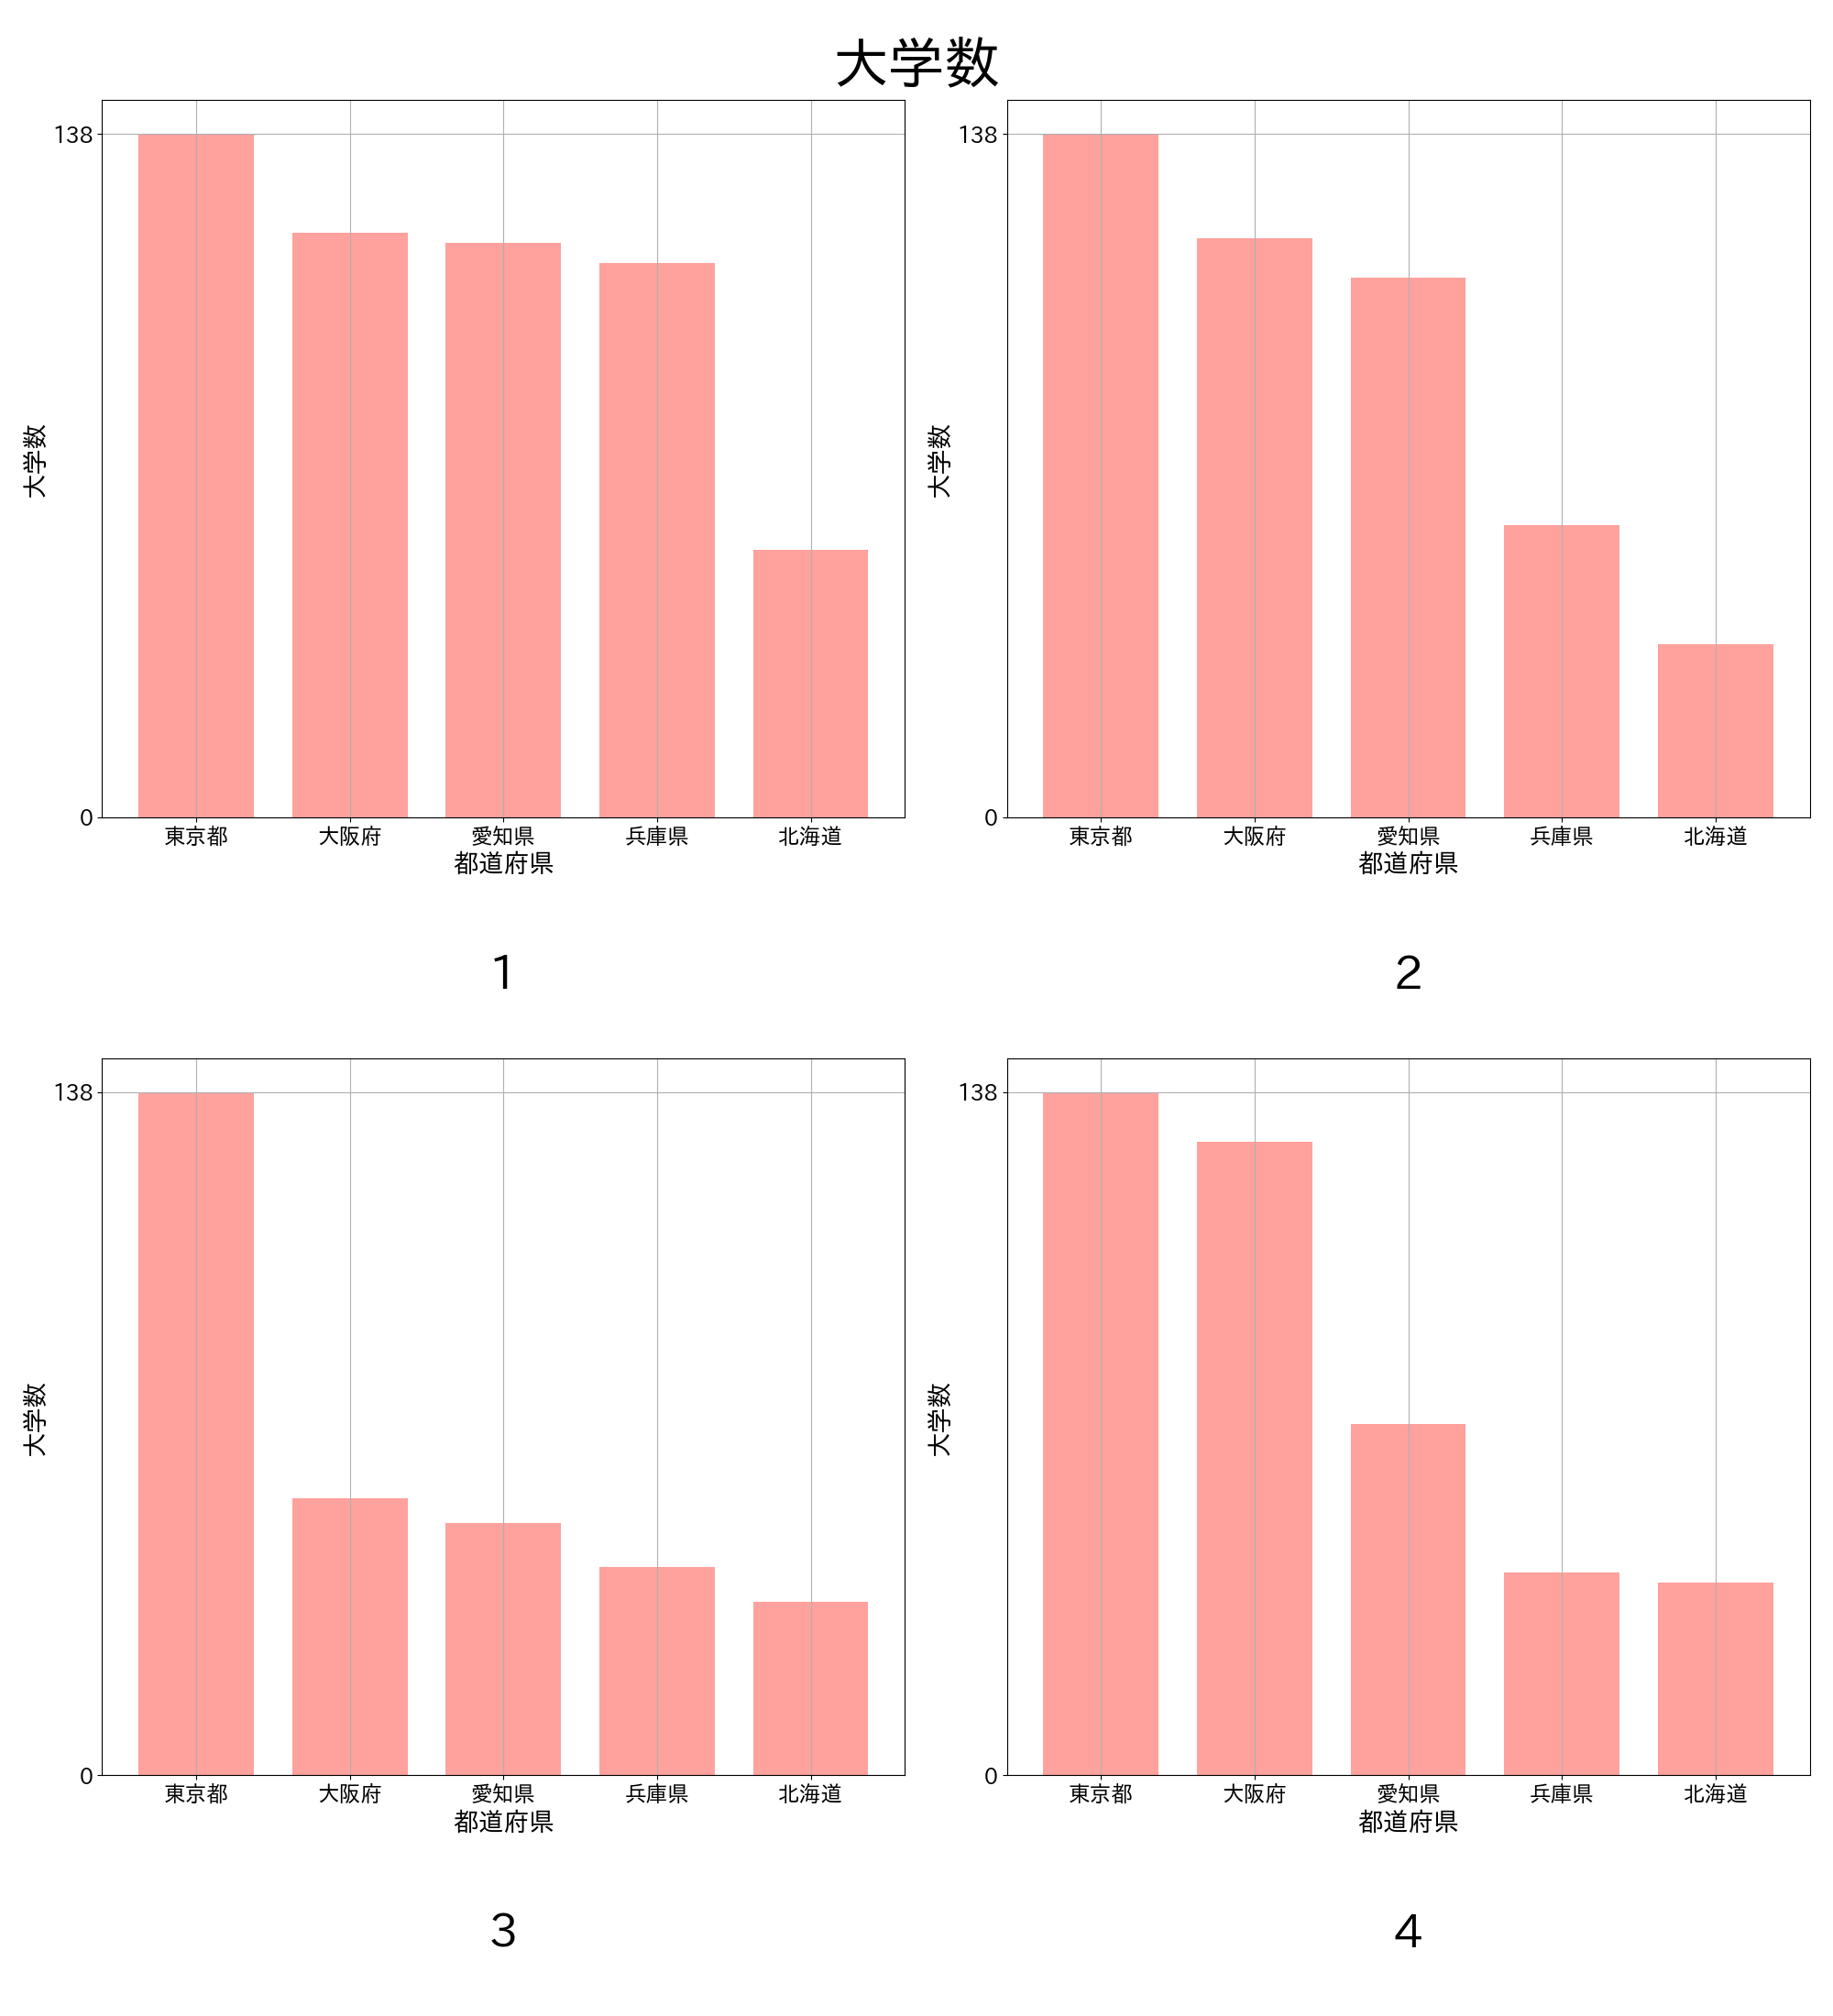 大学数
138
0
大学数
東京都 大阪府 愛知県 兵庫県 北海道
都道府県
1
138
0
大学数
東京都 大阪府 愛知県 兵庫県 北海道
都道府県
2
138
0
大学数
東京都 大阪府 愛知県 兵庫県 北海道
都道府県
3
138
0
大学数
東京都 大阪府 愛知県 兵庫県 北海道
都道府県
4